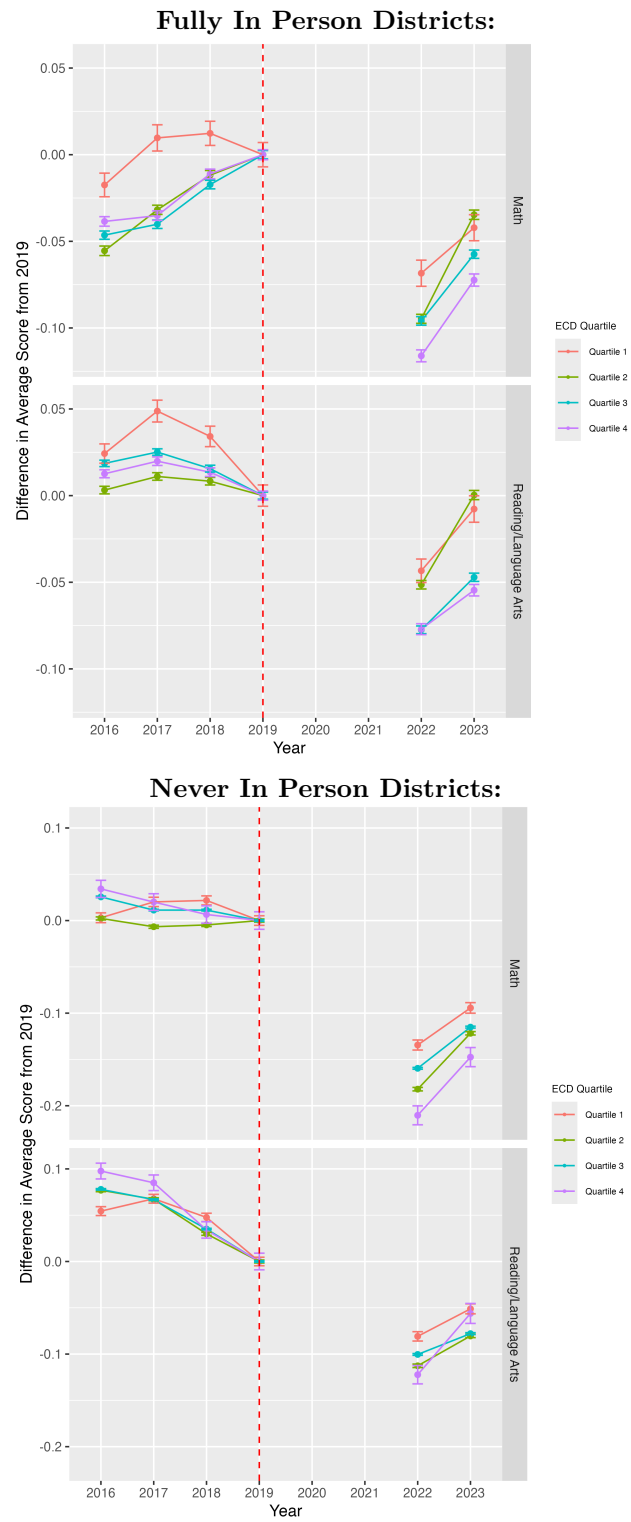 Fully In Person Districts:
0.05
0.00
-0.05
-0.10
Math
0.05
0.00
-0.05
-0.10
Reading/Language Arts
Difference in Average Score from 2019
2016 2017 2018 2019 2020 2021 2022 2023
Year
ECD Quartile
Quartile 1
Quartile 2
Quartile 3
Quartile 4
Never In Person Districts:
0.1
0.0
-0.1
-0.2
Math
0.1
0.0
-0.1
-0.2
Reading/Language Arts
Difference in Average Score from 2019
2016 2017 2018 2019 2020 2021 2022 2023
Year
ECD Quartile
Quartile 1
Quartile 2
Quartile 3
Quartile 4